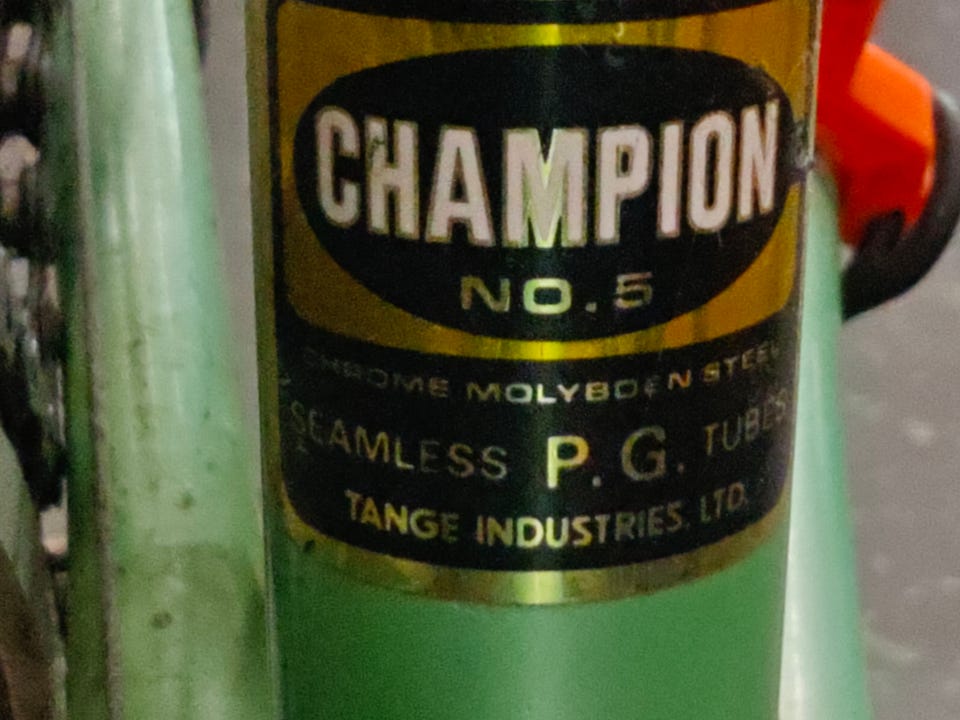 CHAMPION
NO.5
CHROME MOLYBDEN STEEL
SEAMLESS P.G. TUBES
TANGE INDUSTRIES, LTD.